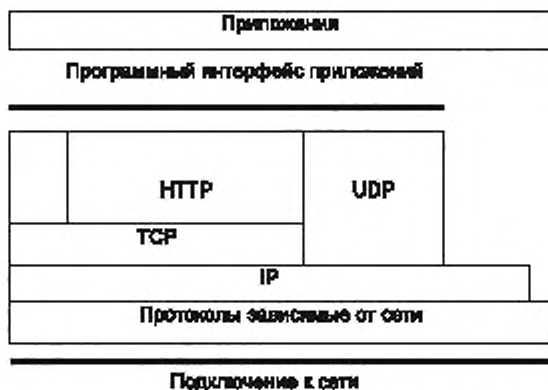 Приложения
Программный интерфейс приложений
HTTP UDP
TCP
IP
Протоколы зависимые от сети
Подключение к сети